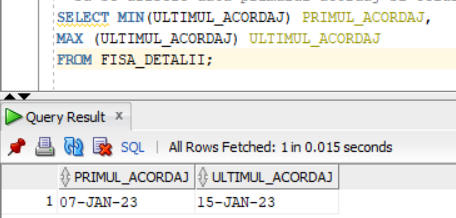 SELECT MIN(ULTIMUL_ACORDAJ) PRIMUL_ACORDAJ,
MAX (ULTIMUL_ACORDAJ) ULTIMUL_ACORDAJ
FROM FISA_DETALII;
Query Result x
SQL | All Rows Fetched: 1 in 0.015 seconds
PRIMUL_ACORDAJ ULTIMUL_ACORDAJ
1 07-JAN-23 15-JAN-23